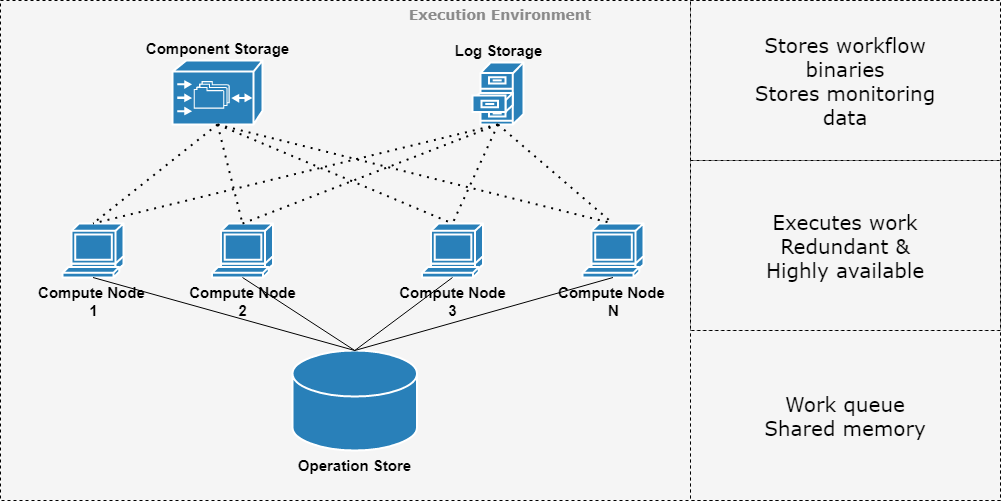 Execution Environment
Component Storage
Log Storage
Stores workflow
binaries
Stores monitoring
data
Compute Node
1
Compute Node
2
Compute Node
3
Compute Node
N
Executes work
Redundant &
Highly available
Operation Store
Work queue
Shared memory